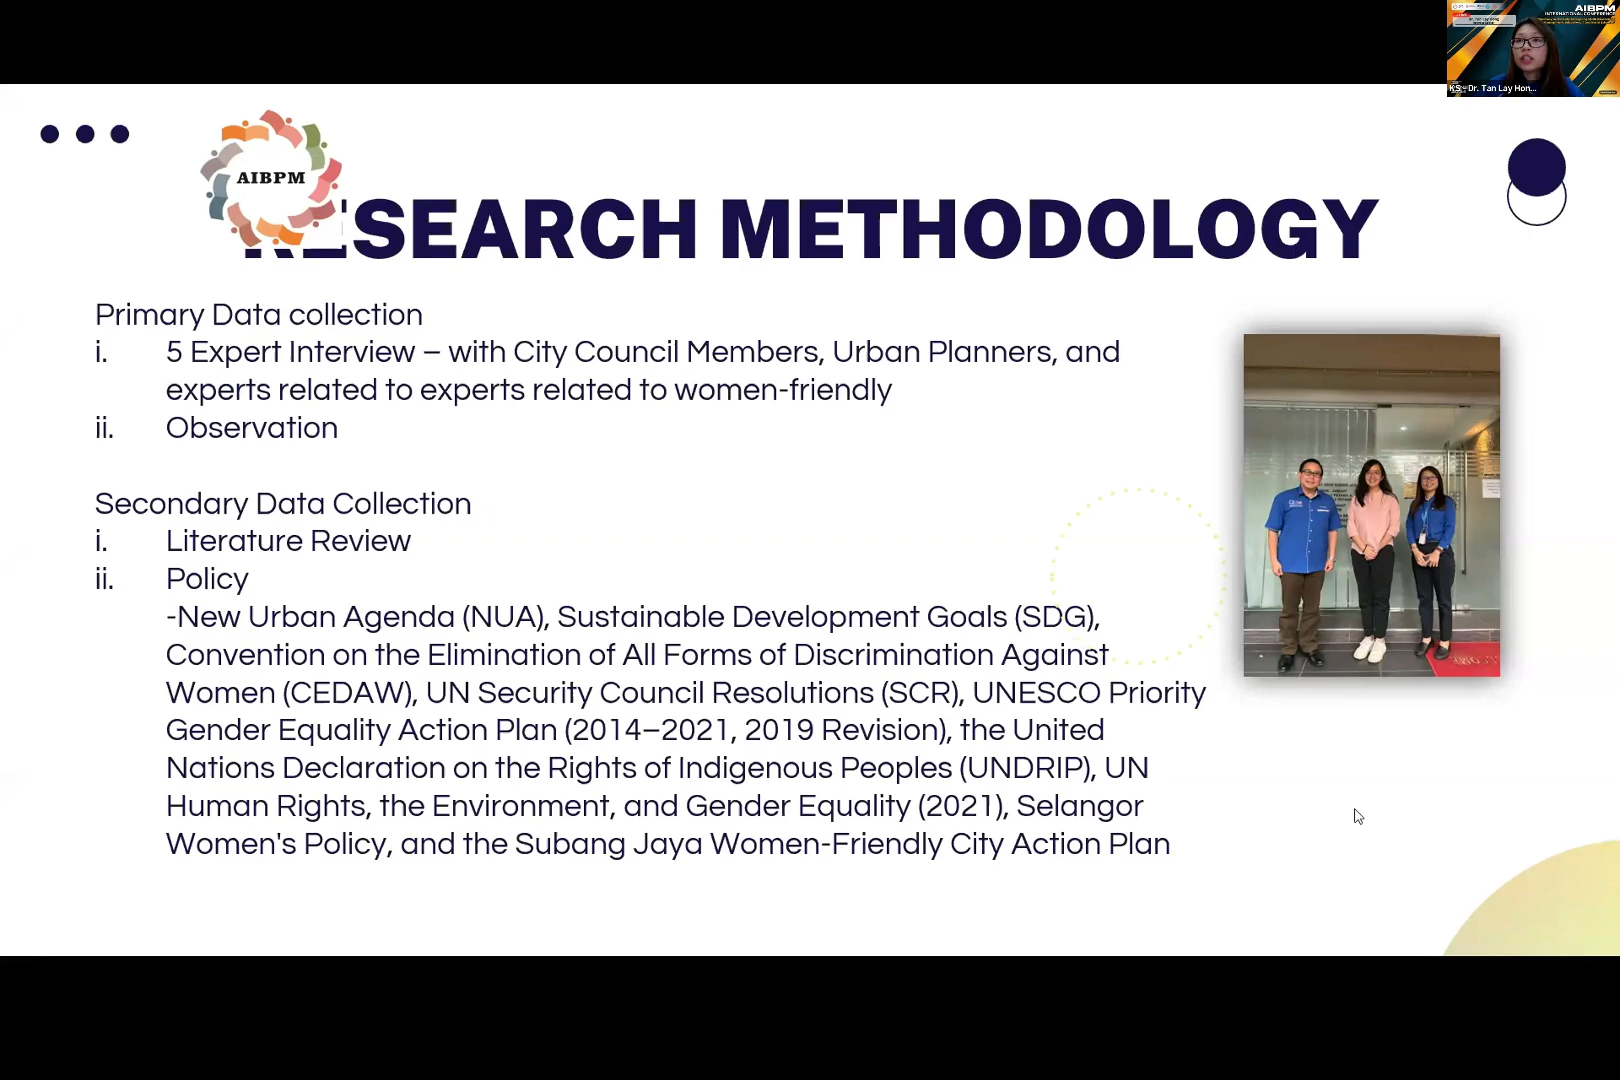 AIBPM
INTERNATIONAL CONFERENCE
KS - Dr. Tan Lay Hon...
AIBPM
RESEARCH METHODOLOGY
Primary Data collection
i. 5 Expert Interview – with City Council Members, Urban Planners, and
experts related to experts related to women-friendly
ii. Observation
Secondary Data Collection
i. Literature Review
ii. Policy
-New Urban Agenda (NUA), Sustainable Development Goals (SDG),
Convention on the Elimination of All Forms of Discrimination Against
Women (CEDAW), UN Security Council Resolutions (SCR), UNESCO Priority
Gender Equality Action Plan (2014–2021, 2019 Revision), the United
Nations Declaration on the Rights of Indigenous Peoples (UNDRIP), UN
Human Rights, the Environment, and Gender Equality (2021), Selangor
Women's Policy, and the Subang Jaya Women-Friendly City Action Plan